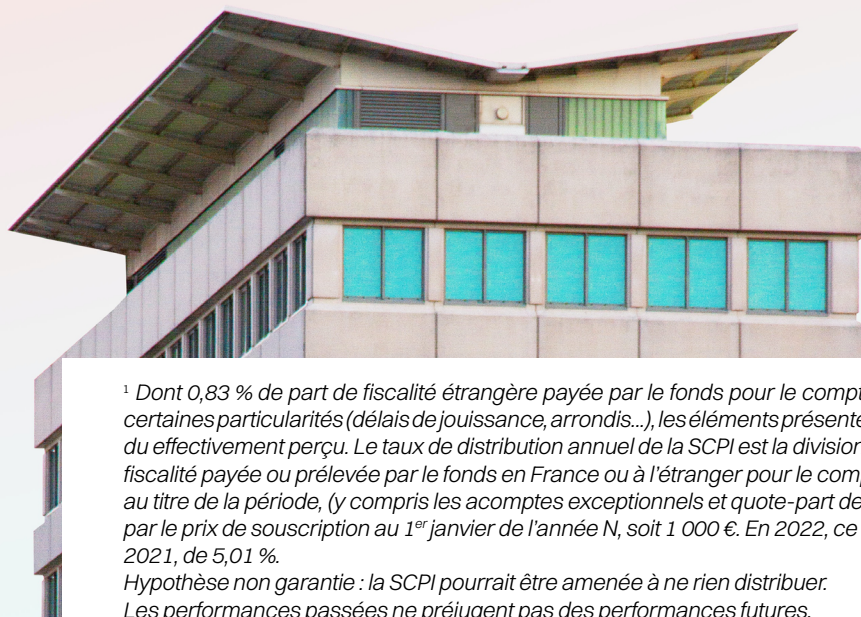 ¹ Dont 0,83 % de part de fiscalité étrangère payée par le fonds pour le
certaines particularités (délais de jouissance, arrondis...), les éléments
du effectivement perçu. Le taux de distribution annuel de la SCPI est la division
fiscalité payée ou prélevée par le fonds en France ou à l'étranger pour le
au titre de la période, (y compris les acomptes exceptionnels et quote-part de
par le prix de souscription au 1er janvier de l'année N, soit 1 000 €. En 2022, ce
2021, de 5,01 %.
Hypothèse non garantie : la SCPI pourrait être amenée à ne rien distribuer.
Les performances passées ne préjugent pas des performances futures.